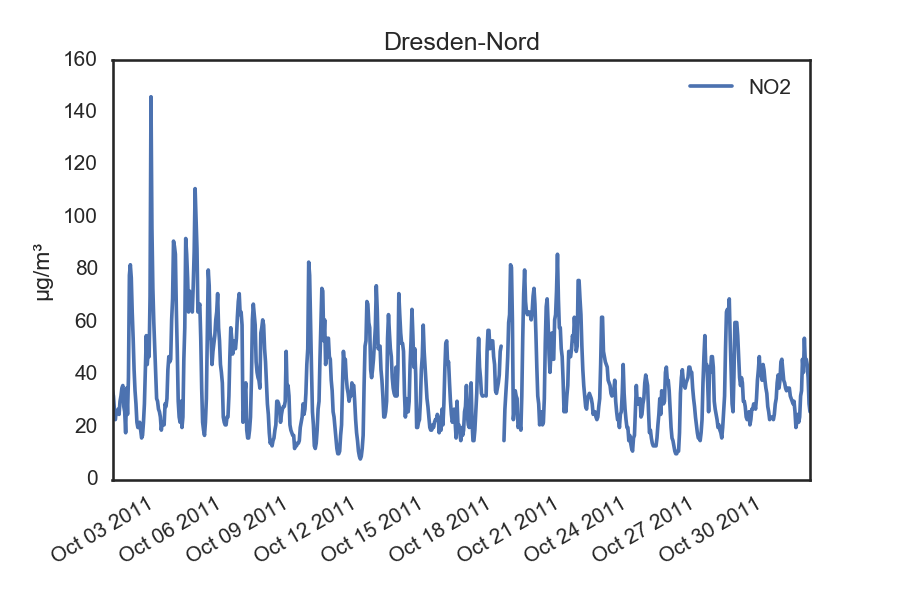 Dresden-Nord
NO2
µg/m³
160
140
120
100
80
60
40
20
0
Oct 03 2011
Oct 06 2011
Oct 09 2011
Oct 12 2011
Oct 15 2011
Oct 18 2011
Oct 21 2011
Oct 24 2011
Oct 27 2011
Oct 30 2011